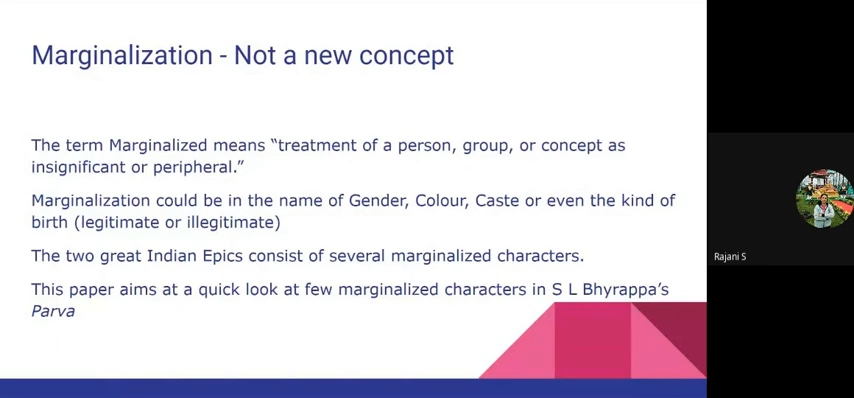 Marginalization - Not a new concept
The term Marginalized means “treatment of a person, group, or concept as
insignificant or peripheral.”
Marginalization could be in the name of Gender, Colour, Caste or even the kind of
birth (legitimate or illegitimate)
The two great Indian Epics consist of several marginalized characters.
This paper aims at a quick look at few marginalized characters in S L Bhyrappa’s
Parva
Rajani S